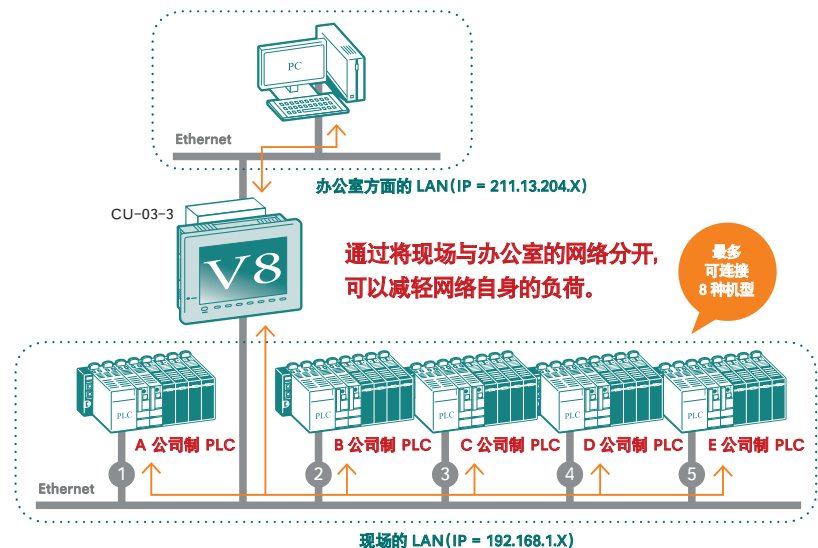 PC
Ethernet
办公室方面的 LAN(IP = 211.13.204.X)
CU-03-3
V8
通过将现场与办公室的网络分开,
可以减轻网络自身的负荷。
最多
可连接
8 种机型
PLC
PLC
PLC
PLC
PLC
A 公司制 PLC
B 公司制 PLC
C 公司制 PLC
D 公司制 PLC
E 公司制 PLC
1
2
3
4
5
Ethernet
现场的 LAN(IP = 192.168.1.X)